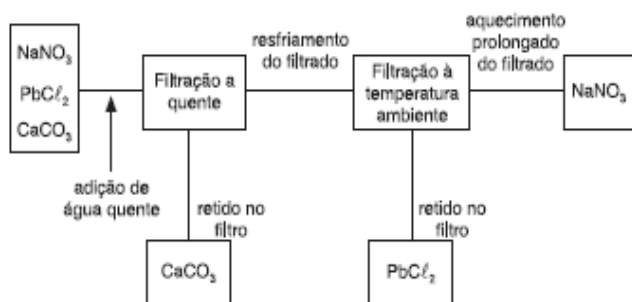 NaNO₃
PbCℓ₂
CaCO₃
adição de
água quente
Filtração a
quente
retido no
filtro
CaCO₃
resfriamento
do filtrado
Filtração à
temperatura
ambiente
retido no
filtro
PbCℓ₂
aquecimento
prolongado
do filtrado
NaNO₃